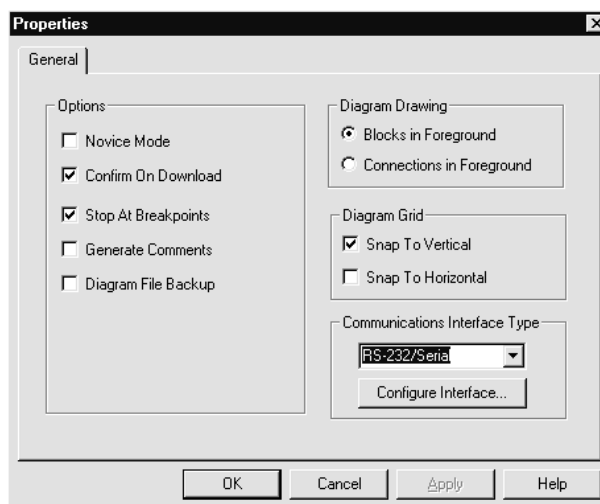 Properties
General
Options
Novice Mode
Confirm On Download
Stop At Breakpoints
Generate Comments
Diagram File Backup
Diagram Drawing
Blocks in Foreground
Connections in Foreground
Diagram Grid
Snap To Vertical
Snap To Horizontal
Communications Interface Type
RS-232/Serial
Configure Interface...
OK
Cancel
Apply
Help